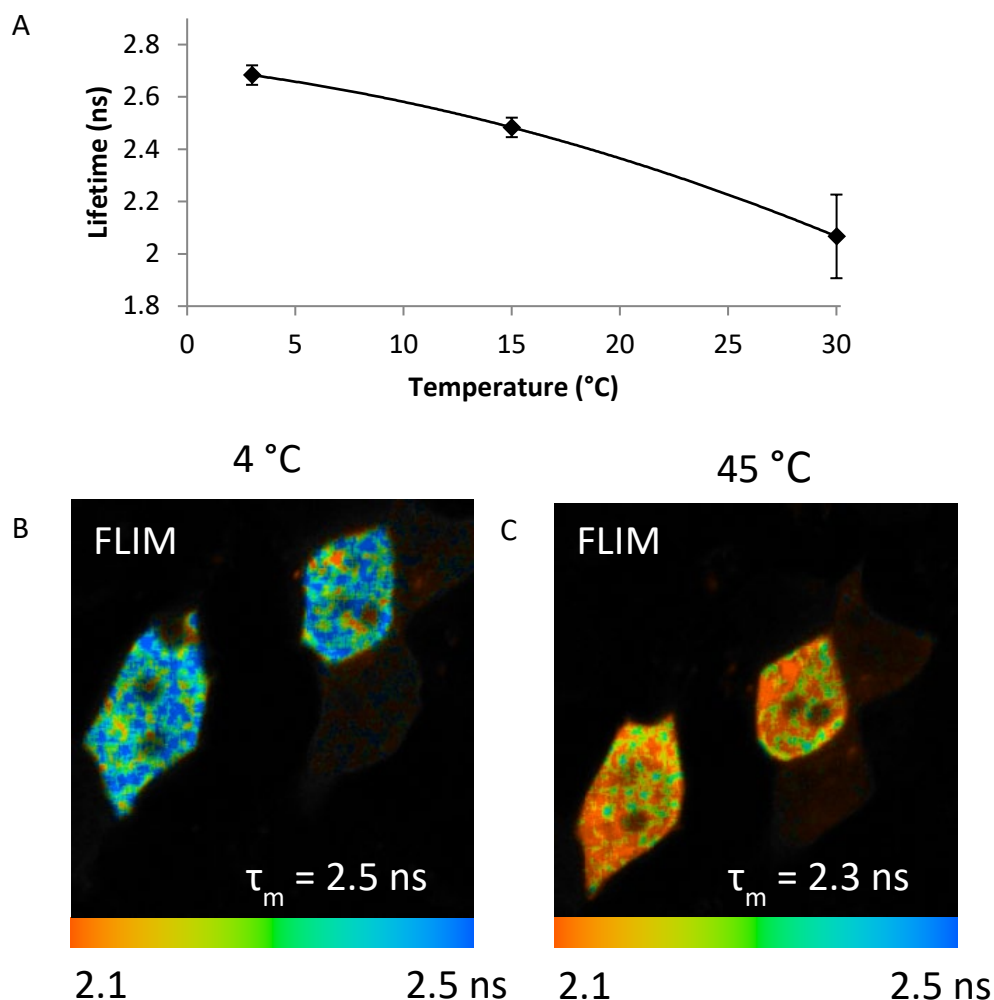 A
2.8
2.6
2.4
2.2
2
1.8
Lifetime (ns)
0 5 10 15 20 25 30
Temperature (°C)
4 °C
45 °C
B
FLIM
τm = 2.5 ns
2.1 2.5 ns
C
FLIM
τm = 2.3 ns
2.1 2.5 ns